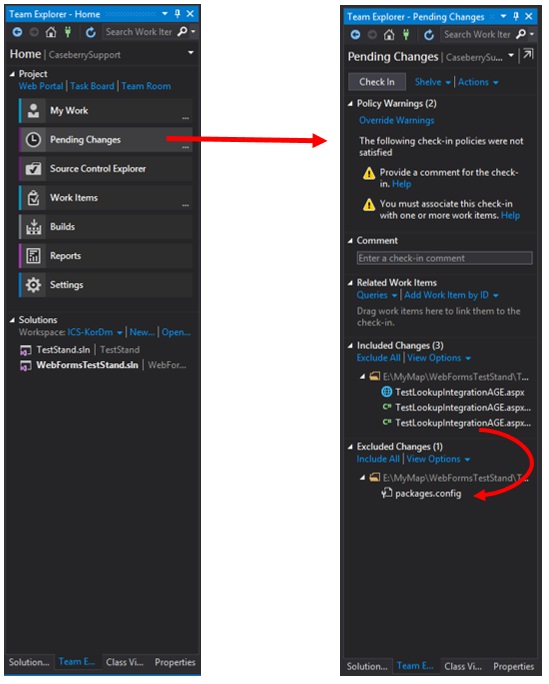 Team Explorer - Home
Search Work Iter
Home | CaseberrySupport
Project
Web Portal | Task Board | Team Room
My Work
...
Pending Changes
...
Source Control Explorer
Work Items
...
Builds
Reports
Settings
Solutions
Workspace: ICS-KorDm | New... | Open...
TestStand.sln | TestStand
WebFormsTestStand.sln | WebFor...
Solution... Team E... Class Vi... Properties
Team Explorer - Pending Changes
Search Work Iter
Pending Changes | CaseberrySu...
Check In Shelve | Actions
Policy Warnings (2)
Override Warnings
The following check-in policies were not
satisfied
Provide a comment for the check-
in. Help
You must associate this check-in
with one or more work items. Help
Comment
Enter a check-in comment
Related Work Items
Queries | Add Work Item by ID
Drag work items here to link them to the
check-in.
Included Changes (3)
Exclude All | View Options
E:\MyMap\WebFormsTestStand\T...
TestLookupIntegrationAGE.aspx
C# TestLookupIntegrationAGE.aspx...
C# TestLookupIntegrationAGE.aspx...
Excluded Changes (1)
Include All | View Options
E:\MyMap\WebFormsTestStand\T...
packages.config
Solution... Team E... Class Vi... Properties